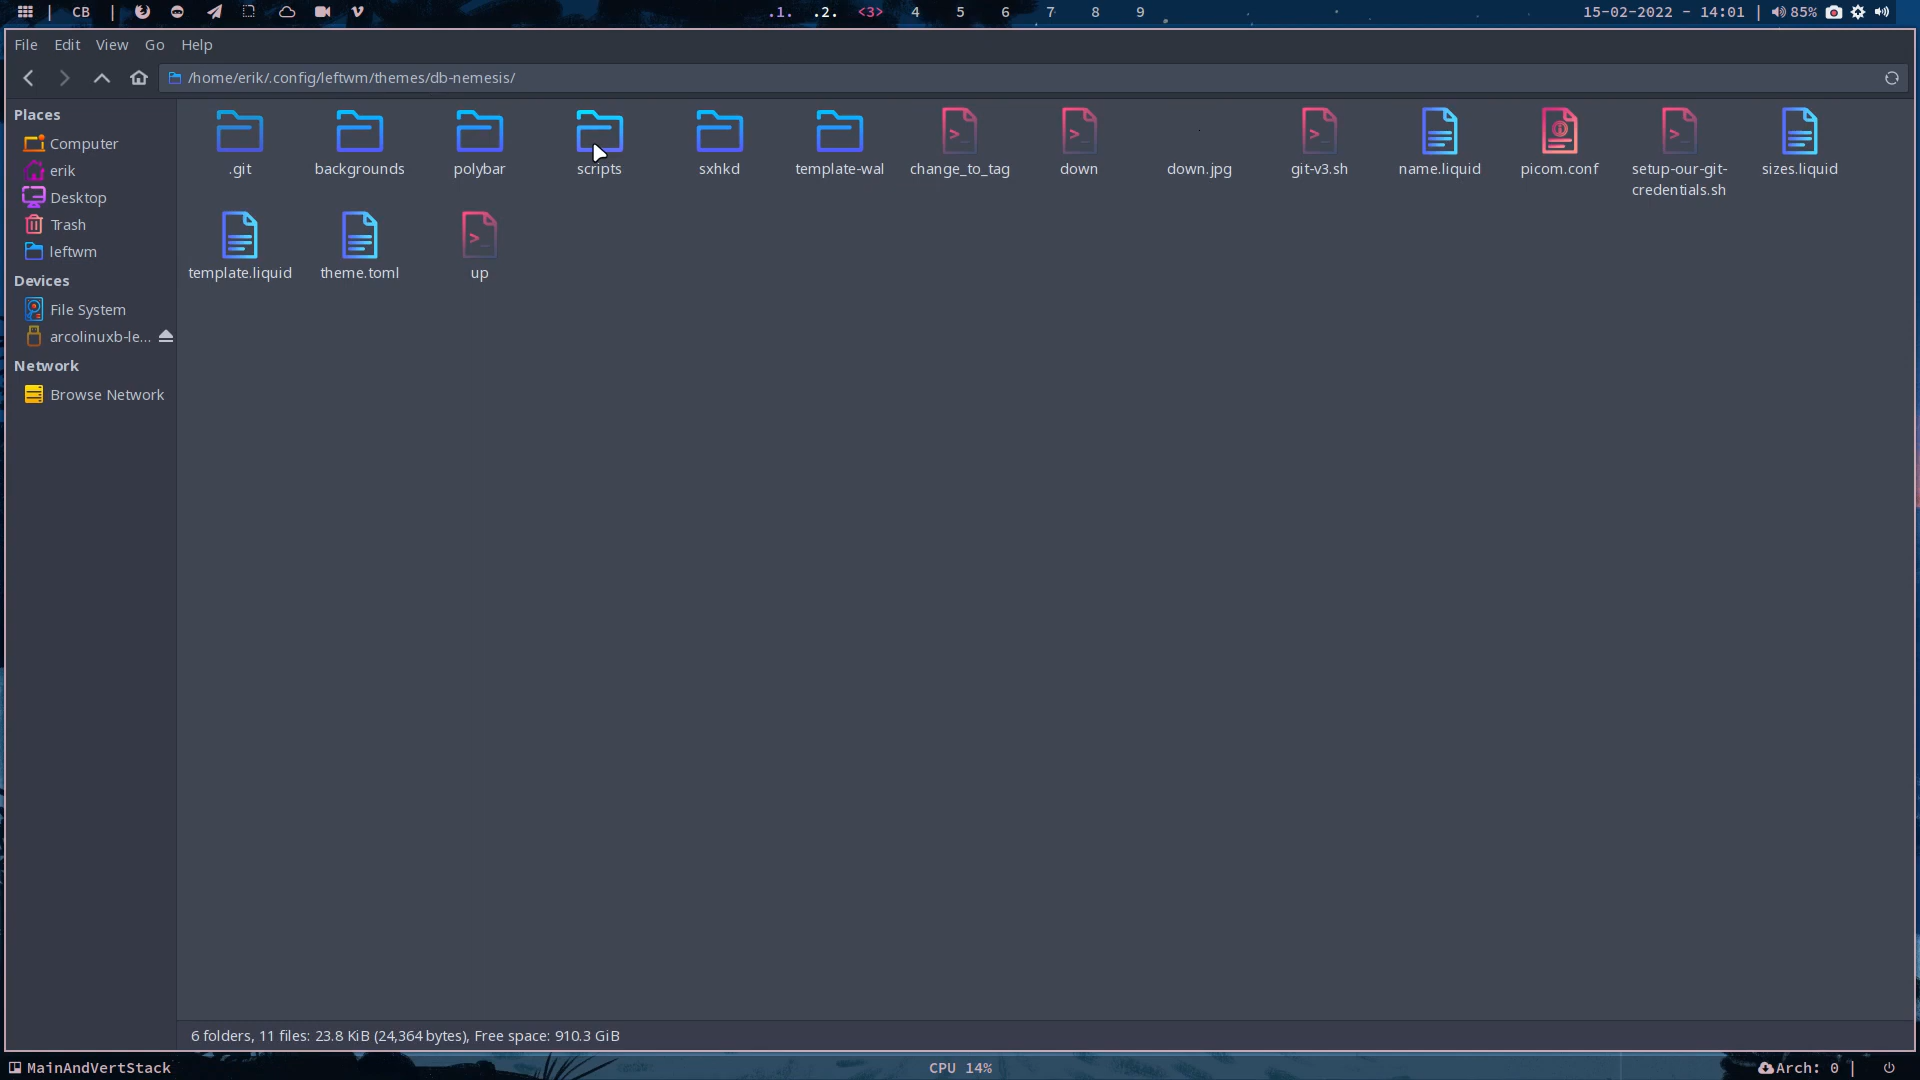 | CB | .1. .2. <3> 4 5 6 7 8 9 15-02-2022 - 14:01 | 85%
File Edit View Go Help
/home/erik/.config/leftwm/themes/db-nemesis/
Places
Computer
erik
Desktop
Trash
leftwm
Devices
File System
arcolinuxb-le...
Network
Browse Network
.git backgrounds polybar scripts sxhkd template-wal change_to_tag down down.jpg git-v3.sh name.liquid picom.conf setup-our-git-credentials.sh sizes.liquid
template.liquid theme.toml up
6 folders, 11 files: 23.8 KiB (24,364 bytes), Free space: 910.3 GiB
MainAndVertStack CPU 14% Arch: 0 |